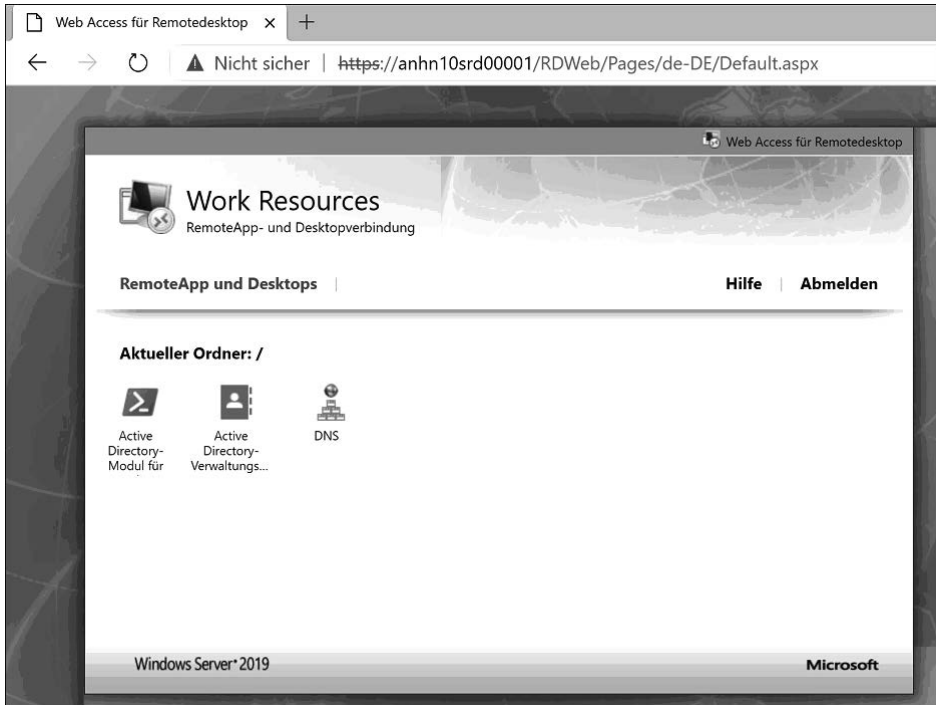 Web Access für Remotedesktop
Nicht sicher | https://anhn10srd00001/RDWeb/Pages/de-DE/Default.aspx
Web Access für Remotedesktop
Work Resources
RemoteApp- und Desktopverbindung
RemoteApp und Desktops | Hilfe | Abmelden
Aktueller Ordner: /
Active Directory-Modul für
Active Directory-Verwaltungs...
DNS
Windows Server 2019
Microsoft